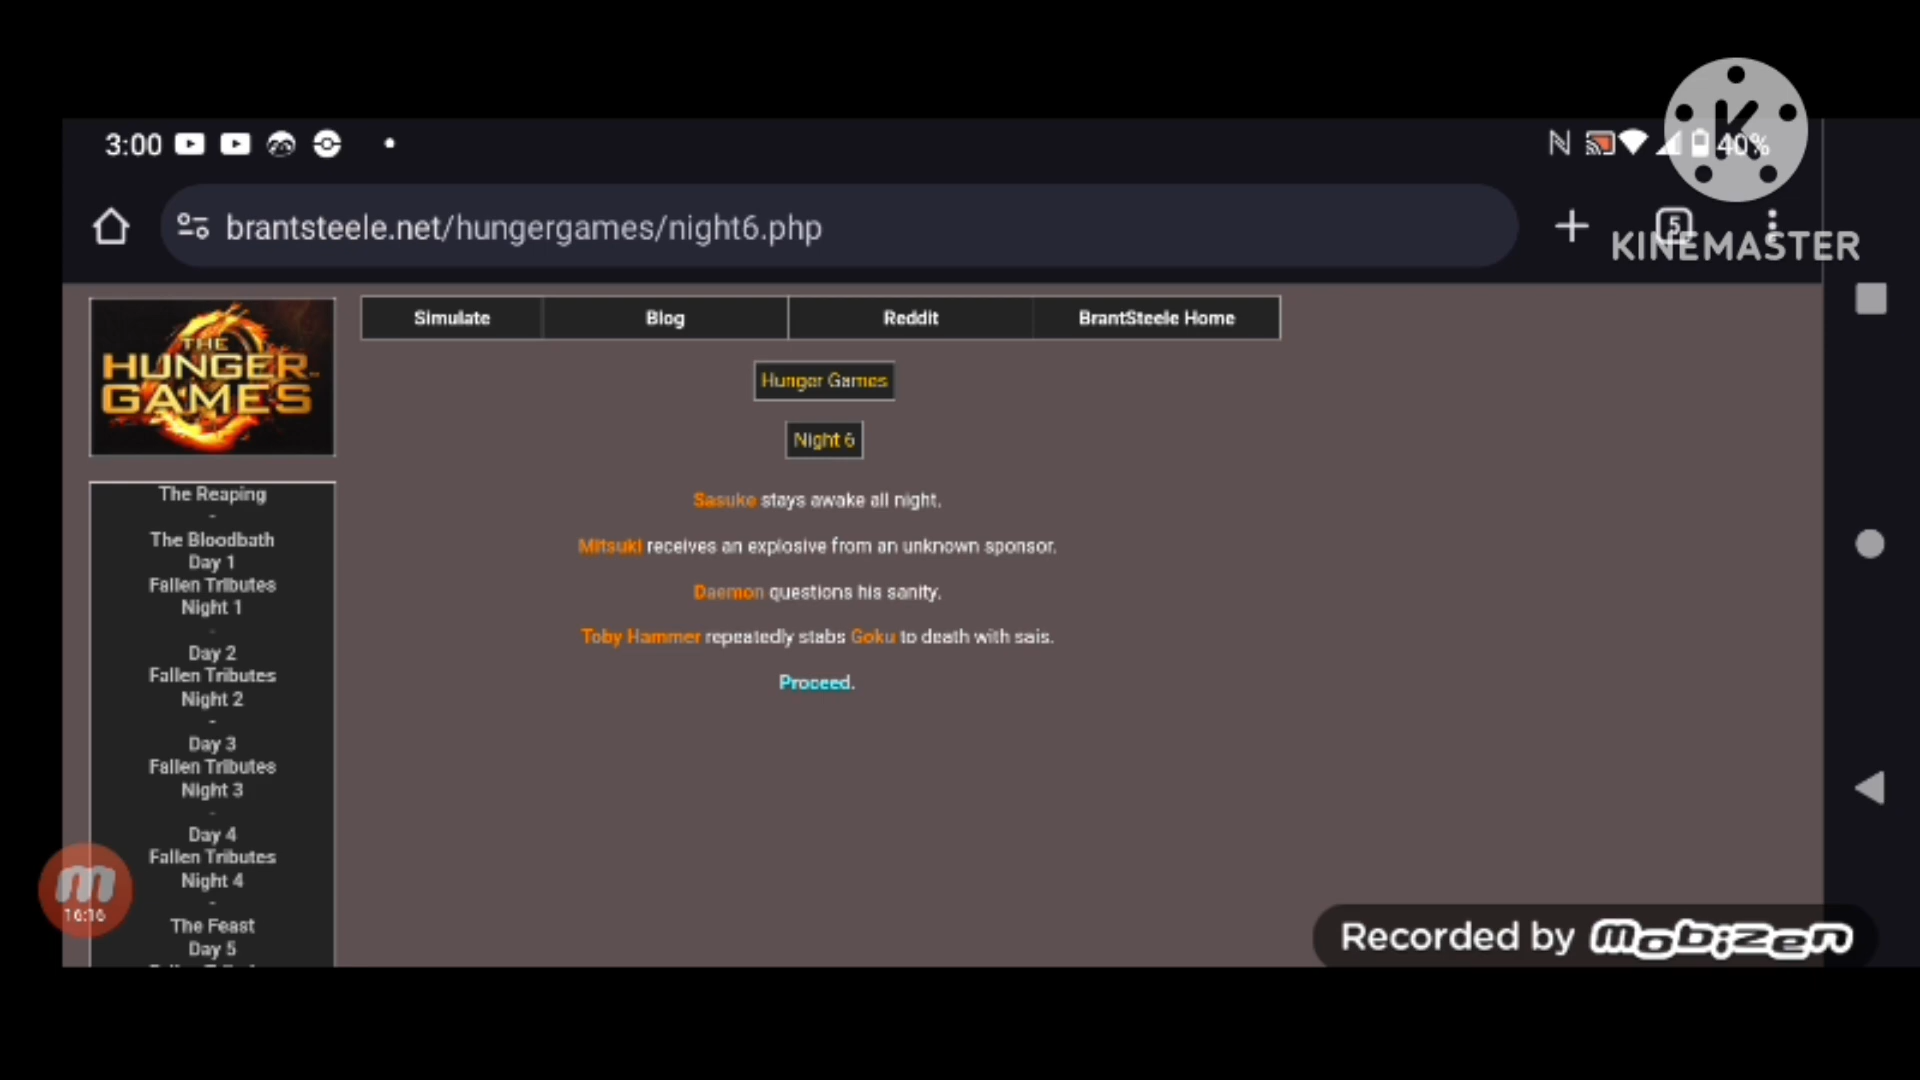 3:00
40%
brantsteele.net/hungergames/night6.php
5
KINEMASTER
THE
HUNGER
GAMES
Simulate Blog Reddit BrantSteele Home
Hunger Games
Night 6
Sasuke stays awake all night.
Mitsuki receives an explosive from an unknown sponsor.
Daemon questions his sanity.
Toby Hammer repeatedly stabs Goku to death with sais.
Proceed.
The Reaping
-
The Bloodbath
Day 1
Fallen Tributes
Night 1
-
Day 2
Fallen Tributes
Night 2
-
Day 3
Fallen Tributes
Night 3
-
Day 4
Fallen Tributes
Night 4
-
The Feast
Day 5
16:16
Recorded by Mobizen